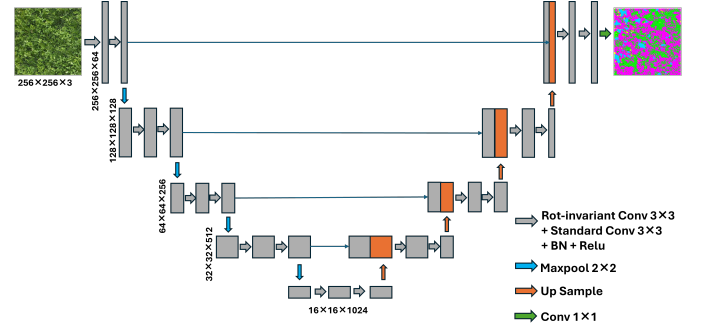 256×256×3
256×256×64
128×128×128
64×64×256
32×32×512
16×16×1024
Rot-invariant Conv 3×3
+ Standard Conv 3×3
+ BN + Relu
Maxpool 2×2
Up Sample
Conv 1×1